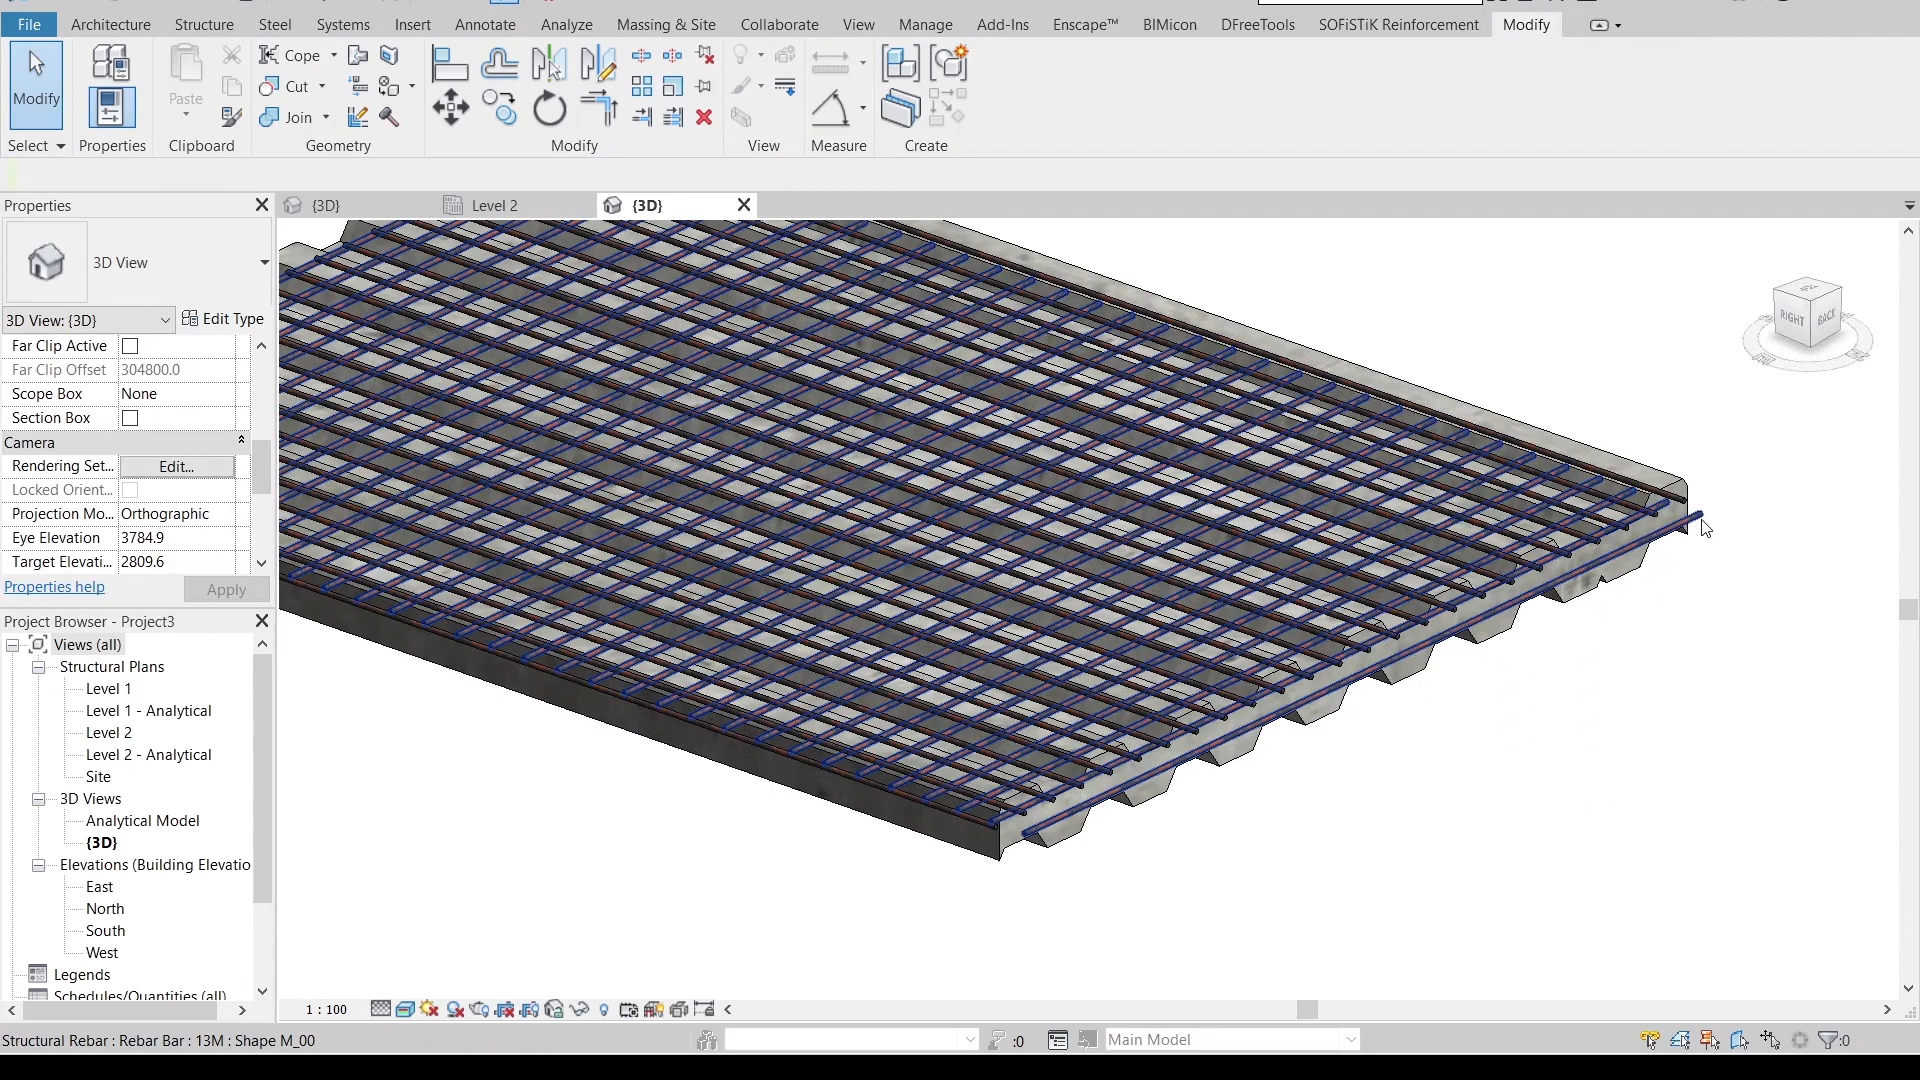 File Architecture Structure Steel Systems Insert Annotate Analyze Massing & Site Collaborate View Manage Add-Ins Enscape™ BIMicon DFreeTools SOFiSTiK Reinforcement Modify
Modify
Paste
Cope
Cut
Join
Select Properties Clipboard Geometry Modify View Measure Create
Properties
{3D} Level 2 {3D}
3D View
3D View: {3D} Edit Type
Far Clip Active
Far Clip Offset 304800.0
Scope Box None
Section Box
Camera
Rendering Set... Edit...
Locked Orient...
Projection Mo... Orthographic
Eye Elevation 3784.9
Target Elevati... 2809.6
Properties help Apply
RIGHT BACK
Project Browser - Project3
Views (all)
Structural Plans
Level 1
Level 1 - Analytical
Level 2
Level 2 - Analytical
Site
3D Views
Analytical Model
{3D}
Elevations (Building Elevatio
East
North
South
West
Legends
Schedules/Quantities (all)
1 : 100
Structural Rebar : Rebar Bar : 13M : Shape M_00
:0 Main Model :0